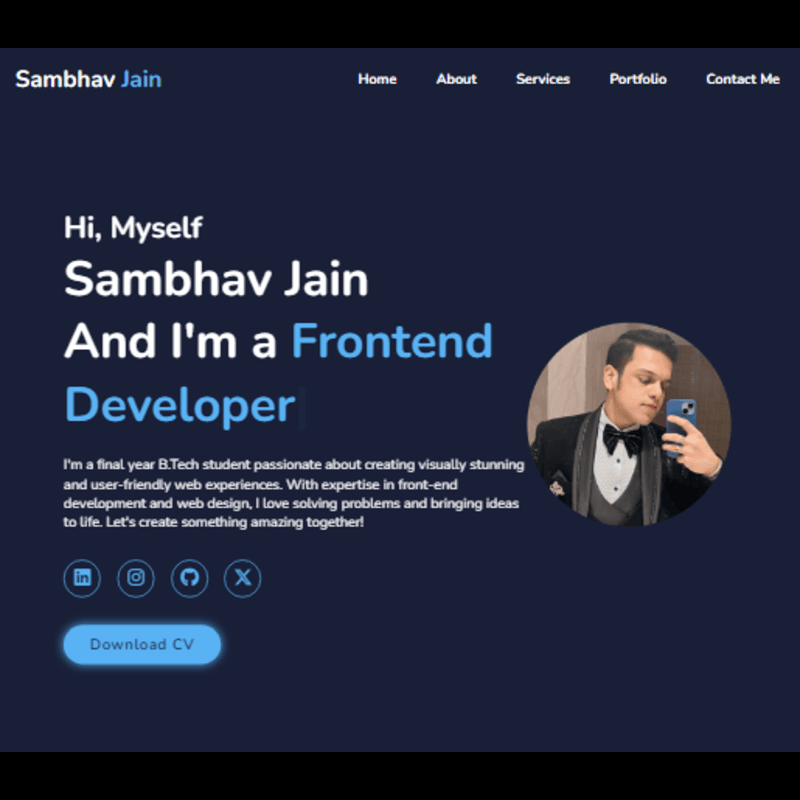 Sambhav Jain
Home About Services Portfolio Contact Me
Hi, Myself
Sambhav Jain
And I'm a Frontend
Developer
I'm a final year B.Tech student passionate about creating visually stunning
and user-friendly web experiences. With expertise in front-end
development and web design, I love solving problems and bringing ideas
to life. Let's create something amazing together!
Download CV